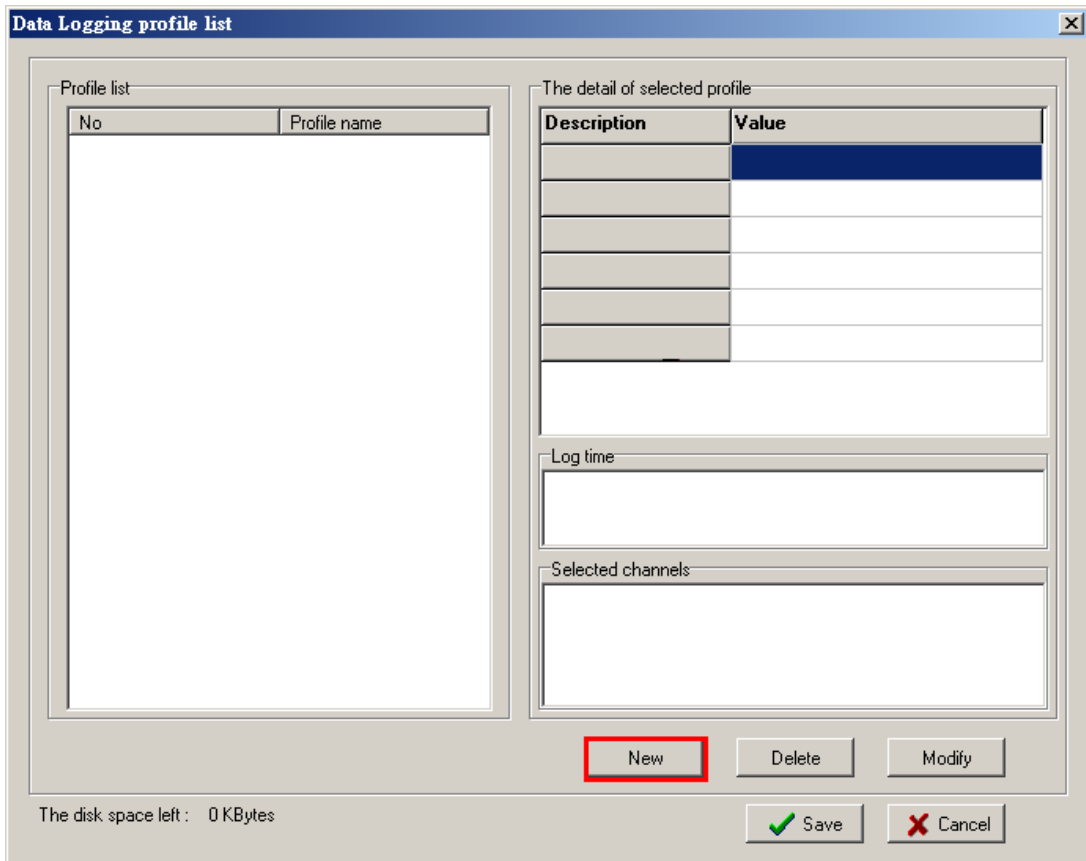 Data Logging profile list
Profile list
No Profile name
The detail of selected profile
Description Value
Log time
Selected channels
New Delete Modify
The disk space left : 0 KBytes
Save Cancel